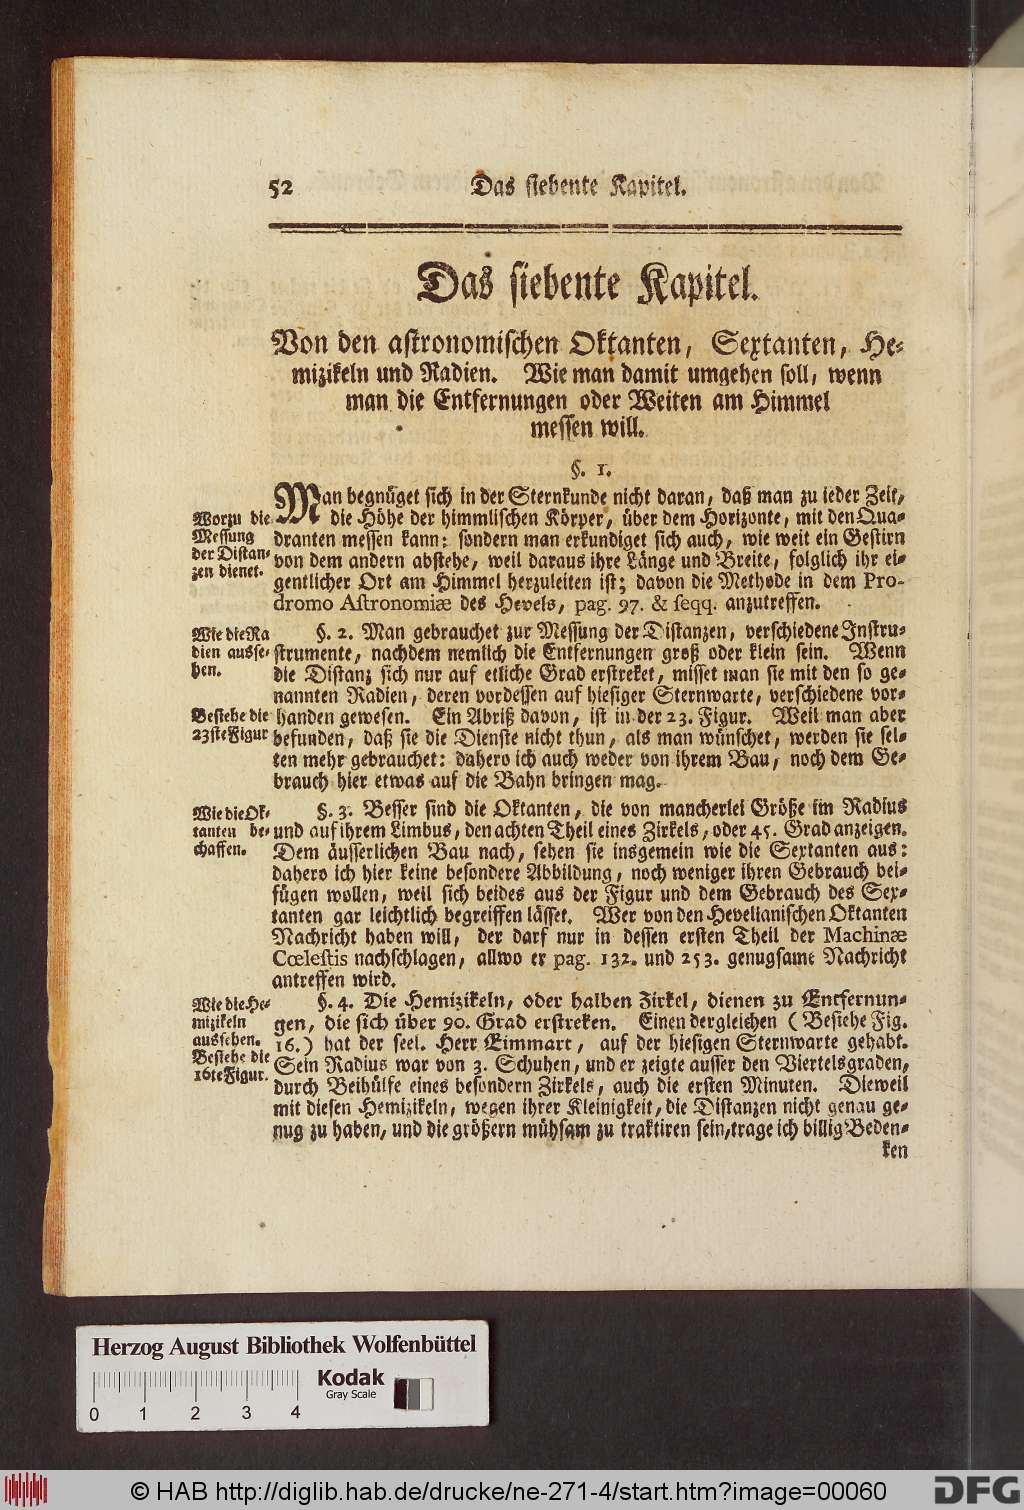 52 Das siebente Kapitel.
Das siebente Kapitel.
Von den astronomischen Oktanten, Sextanten, He-
mizikeln und Radien. Wie man damit umgehen soll, wenn
man die Entfernungen oder Weiten am Himmel
messen will.
§. 1.
Man begnüget sich in der Sternkunde nicht daran, daß man zu ieder Zeit,
die Höhe der himmlischen Körper, über dem Horizonte, mit den Qua-
dranten messen kann: sondern man erkundiget sich auch, wie weit ein Gestirn
von dem andern abstehe, weil daraus ihre Länge und Breite, folglich ihr ei-
gentlicher Ort am Himmel herzuleiten ist; davon die Methode in dem Pro-
dromo Astronomiæ des Hevels, pag. 97. & seqq. anzutreffen.
Worzu die
Messung
der Distan-
zen dienet.
§. 2. Man gebrauchet zur Messung der Distanzen, verschiedene Instru-
strumente, nachdem nemlich die Entfernungen groß oder klein sein. Wenn
die Distanz sich nur auf etliche Grad erstreket, misset man sie mit den so ge-
nannten Radien, deren vordessen auf hiesiger Sternwarte, verschiedene vor-
handen gewesen. Ein Abriß davon, ist in der 23. Figur. Weil man aber
befunden, daß sie die Dienste nicht thun, als man wünschet, werden sie sel-
ten mehr gebrauchet: dahero ich auch weder von ihrem Bau, noch dem Ge-
brauch hier etwas auf die Bahn bringen mag.
Wie die Ra
dien ausse-
hen.
Besiehe die
23ste Figur
§. 3. Besser sind die Oktanten, die von mancherlei Größe im Radius
und auf ihrem Limbus, den achten Theil eines Zirkels, oder 45. Grad anzeigen.
Dem äusserlichen Bau nach, sehen sie insgemein wie die Sextanten aus:
dahero ich hier keine besondere Abbildung, noch weniger ihren Gebrauch bei-
fügen wollen, weil sich beides aus der Figur und dem Gebrauch des Sex-
tanten gar leichtlich begreiffen lässet. Wer von den Hevelianischen Oktanten
Nachricht haben will, der darf nur in dessen ersten Theil der Machinæ
Cœlestis nachschlagen, allwo er pag. 132. und 253. genugsame Nachricht
antreffen wird.
Wie die Ok-
tanten be-
schaffen.
§. 4. Die Hemizikeln, oder halben Zirkel, dienen zu Entfernun-
gen, die sich über 90. Grad erstreken. Einen dergleichen (Besiehe Fig.
16.) hat der seel. Herr Eimmart, auf der hiesigen Sternwarte gehabt.
Sein Radius war von 3. Schuhen, und er zeigte ausser den Viertelsgraden,
durch Beihülfe eines besondern Zirkels, auch die ersten Minuten. Dieweil
mit diesen Hemizikeln, wegen ihrer Kleinigkeit, die Distanzen nicht genau ge-
nug zu haben, und die größern mühsam zu traktiren sein, trage ich billig Beden-
ken
Wie die He-
mizikeln
aussehen.
Besiehe die
16te Figur.
Herzog August Bibliothek Wolfenbüttel
Kodak
Gray Scale
0 1 2 3 4
© HAB http://diglib.hab.de/drucke/ne-271-4/start.htm?image=00060
DFG